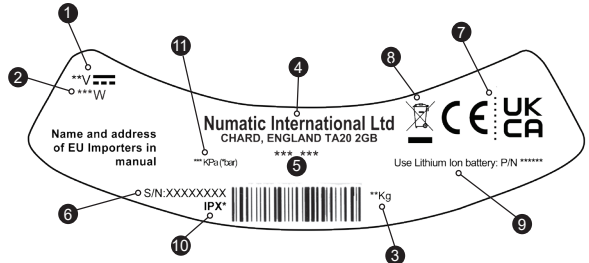 1
11
7
**V
2
***W
4
8
Numatic International Ltd
CHARD, ENGLAND TA20 2GB
CE
UK
CA
Name and address
of EU Importers in
manual
*** KPa (*bar)
*** ***
5
Use Lithium Ion battery: P/N ******
6
S/N:XXXXXXXX
IPX*
**Kg
10
3
9